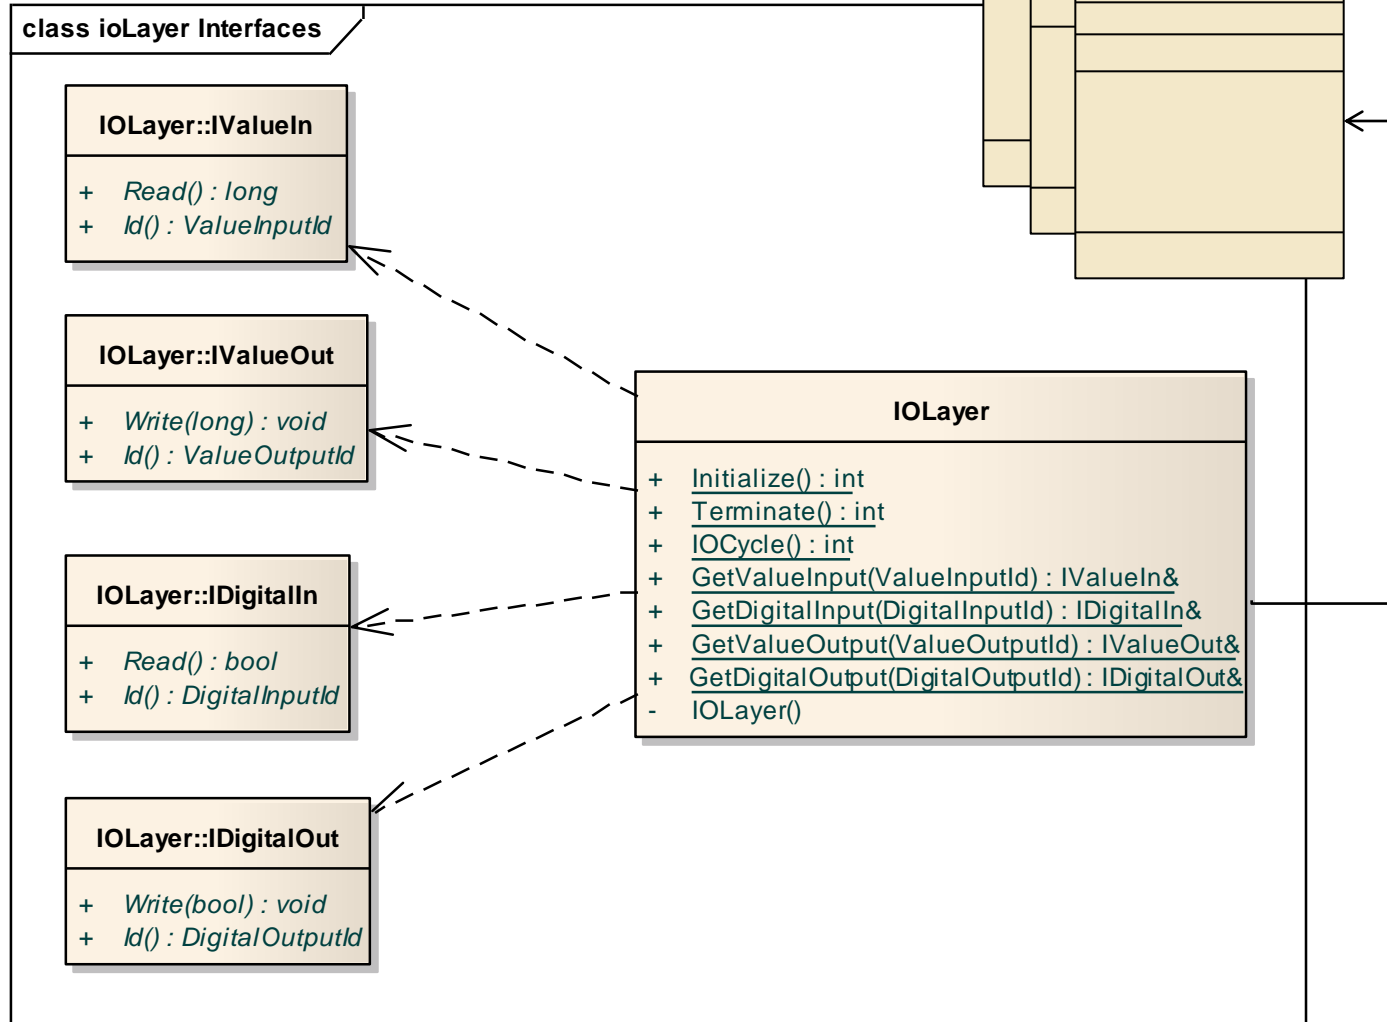 class ioLayer Interfaces
IOLayer::IValueIn
+ Read() : long
+ Id() : ValueInputId
IOLayer::IValueOut
+ Write(long) : void
+ Id() : ValueOutputId
IOLayer::IDigitalIn
+ Read() : bool
+ Id() : DigitalInputId
IOLayer::IDigitalOut
+ Write(bool) : void
+ Id() : DigitalOutputId
IOLayer
+ Initialize() : int
+ Terminate() : int
+ IOCycle() : int
+ GetValueInput(ValueInputId) : IValueIn&
+ GetDigitalInput(DigitalInputId) : IDigitalIn&
+ GetValueOutput(ValueOutputId) : IValueOut&
+ GetDigitalOutput(DigitalOutputId) : IDigitalOut&
- IOLayer()